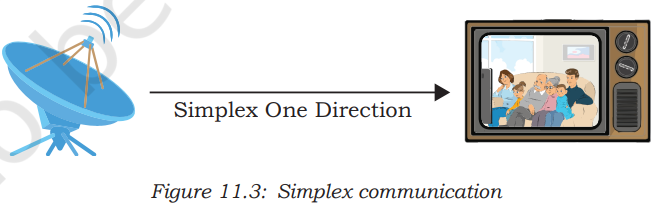 Simplex One Direction
Figure 11.3: Simplex communication